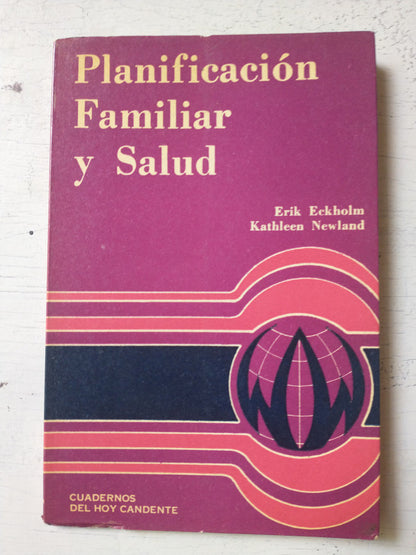 Planificación
Familiar
y Salud
Erik Eckholm
Kathleen Newland
CUADERNOS
DEL HOY CANDENTE